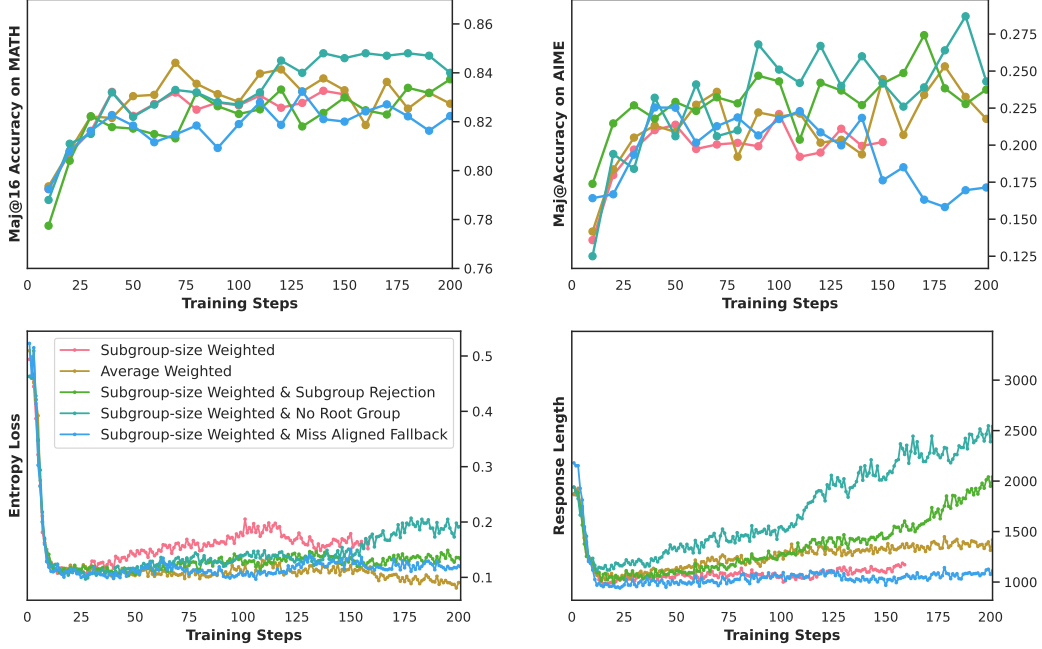 Maj@16 Accuracy on MATH
0.86
0.84
0.82
0.80
0.78
0.76
0 25 50 75 100 125 150 175 200
Training Steps
Maj@Accuracy on AIME
0.275
0.250
0.225
0.200
0.175
0.150
0.125
0 25 50 75 100 125 150 175 200
Training Steps
Entropy Loss
Subgroup-size Weighted
Average Weighted
Subgroup-size Weighted & Subgroup Rejection
Subgroup-size Weighted & No Root Group
Subgroup-size Weighted & Miss Aligned Fallback
0.5
0.4
0.3
0.2
0.1
0 25 50 75 100 125 150 175 200
Training Steps
Response Length
3000
2500
2000
1500
1000
0 25 50 75 100 125 150 175 200
Training Steps